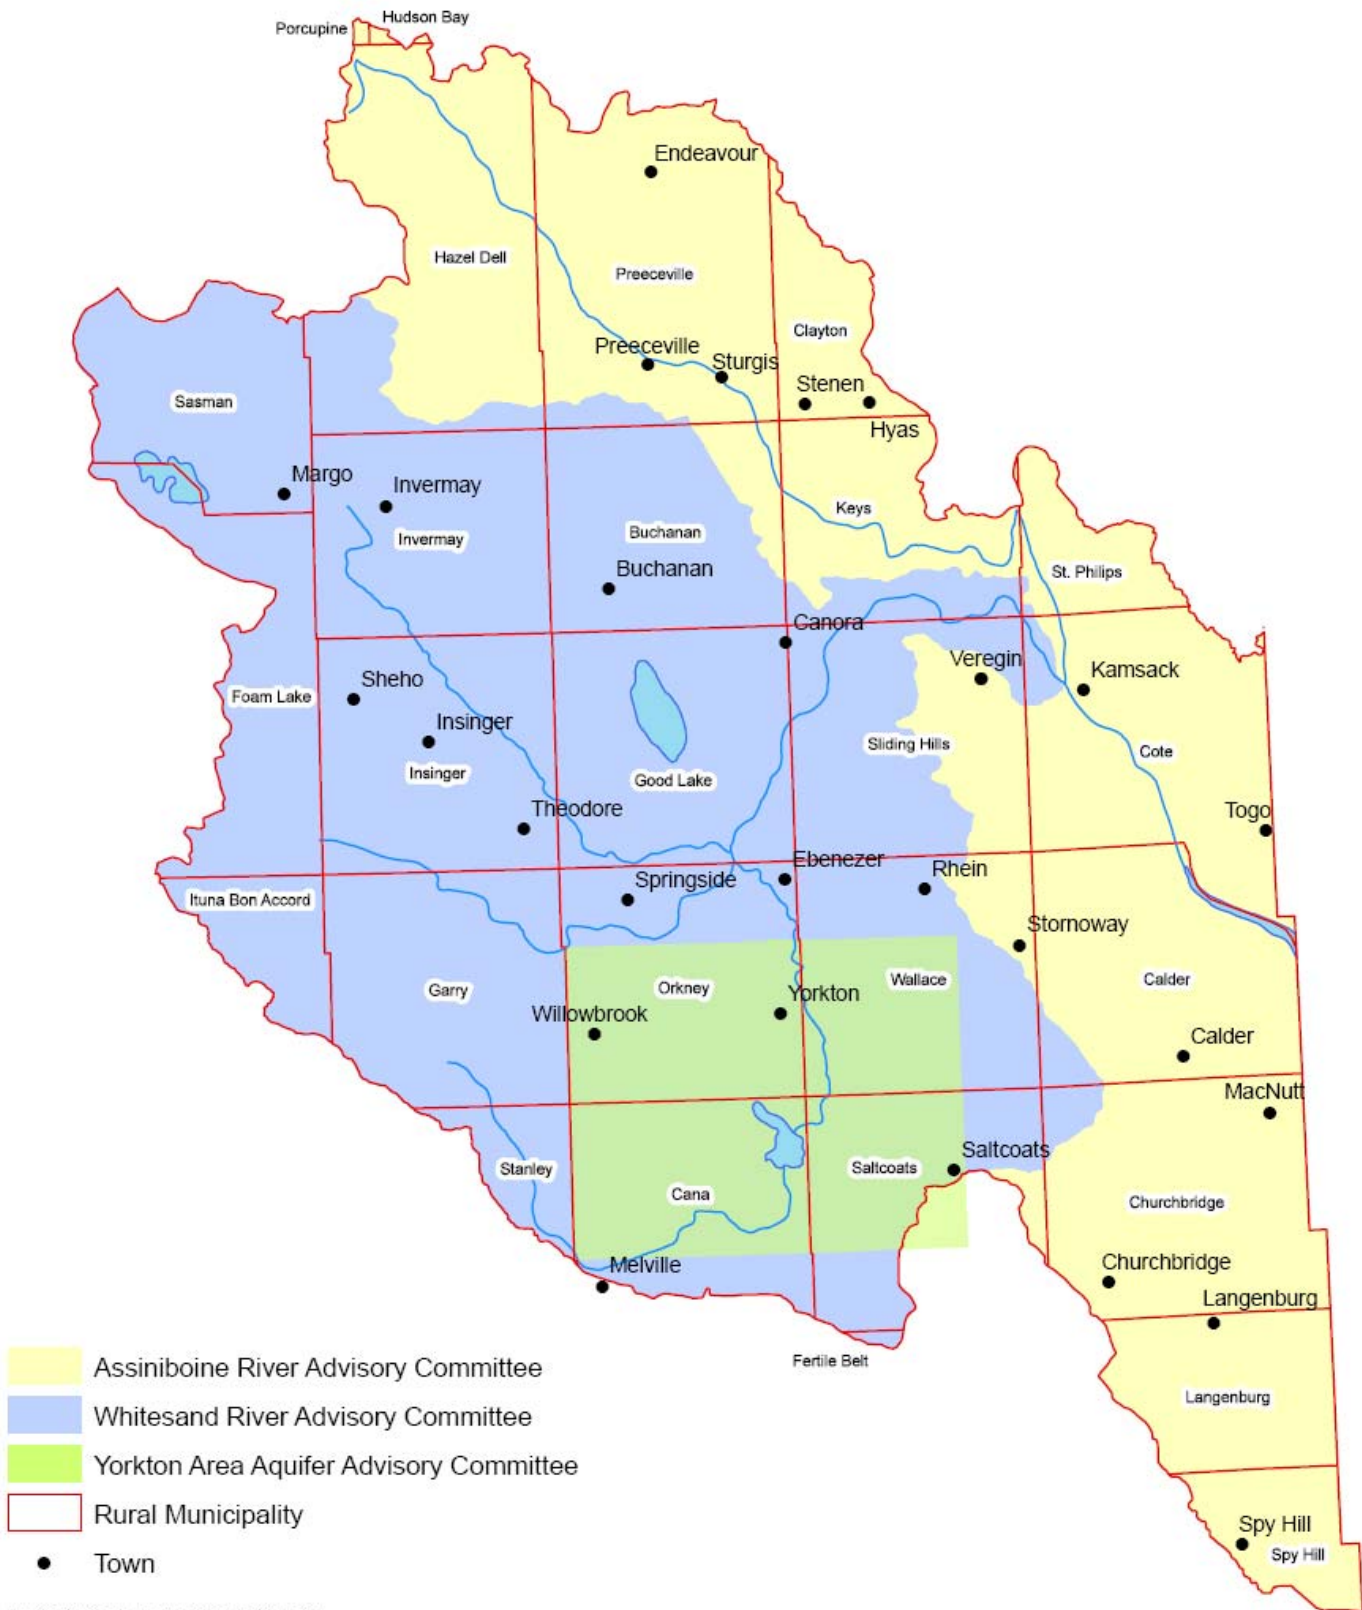 Hudson Bay
Porcupine
Endeavour
Hazel Dell
Preeceville
Clayton
Preeceville
Sturgis
Stenen
Sasman
Hyas
Margo
Invermay
Keys
Buchanan
Invermay
Buchanan
St. Philips
Canora
Veregin
Kamsack
Sheho
Foam Lake
Insinger
Sliding Hills
Cote
Insinger
Good Lake
Theodore
Togo
Ebenezer
Rhein
Springside
Ituna Bon Accord
Stornoway
Wallace
Calder
Orkney
Garry
Yorkton
Willowbrook
Calder
MacNutt
Saltcoats
Stanley
Saltcoats
Cana
Churchbridge
Churchbridge
Melville
Langenburg
Fertile Belt
Langenburg
Assiniboine River Advisory Committee
Whitesand River Advisory Committee
Yorkton Area Aquifer Advisory Committee
Rural Municipality
Town
Spy Hill
Spy Hill